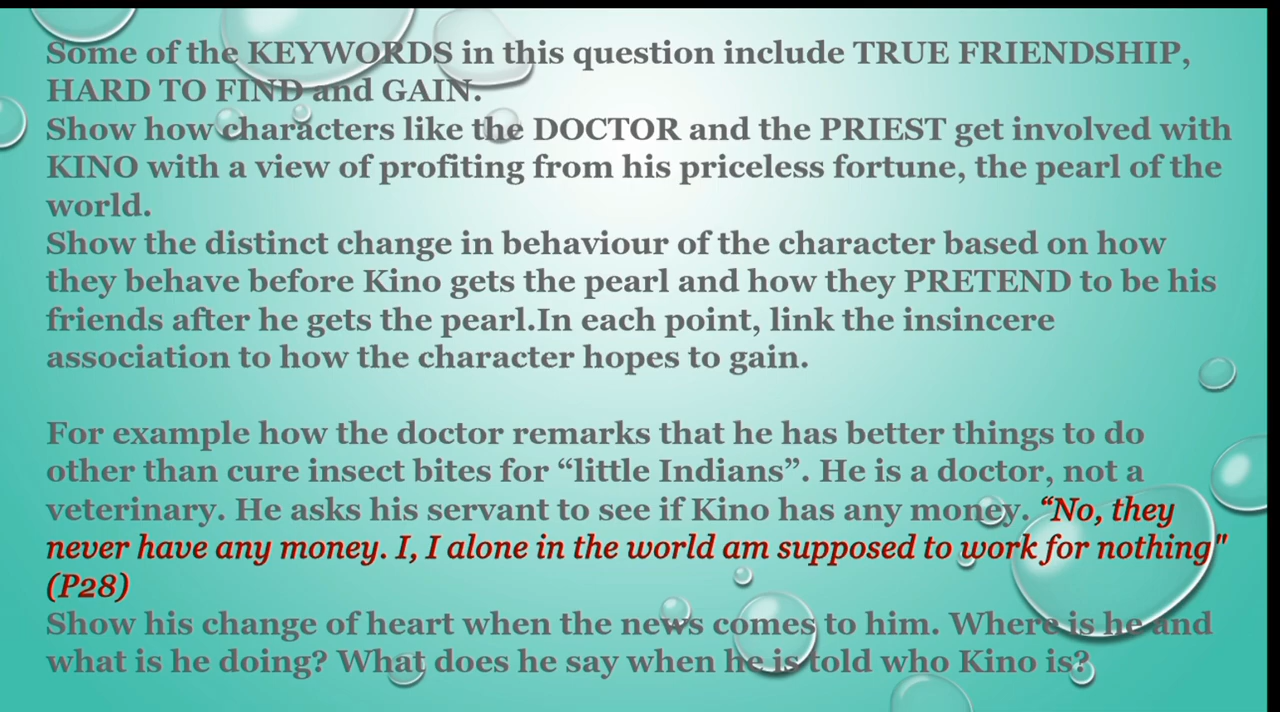 Some of the KEYWORDS in this question include TRUE FRIENDSHIP,
HARD TO FIND and GAIN.
Show how characters like the DOCTOR and the PRIEST get involved with
KINO with a view of profiting from his priceless fortune, the pearl of the
world.
Show the distinct change in behaviour of the character based on how
they behave before Kino gets the pearl and how they PRETEND to be his
friends after he gets the pearl.In each point, link the insincere
association to how the character hopes to gain.
For example how the doctor remarks that he has better things to do
other than cure insect bites for “little Indians”. He is a doctor, not a
veterinary. He asks his servant to see if Kino has any money. “No, they
never have any money. I, I alone in the world am supposed to work for nothing"
(P28)
Show his change of heart when the news comes to him. Where is he and
what is he doing? What does he say when he is told who Kino is?